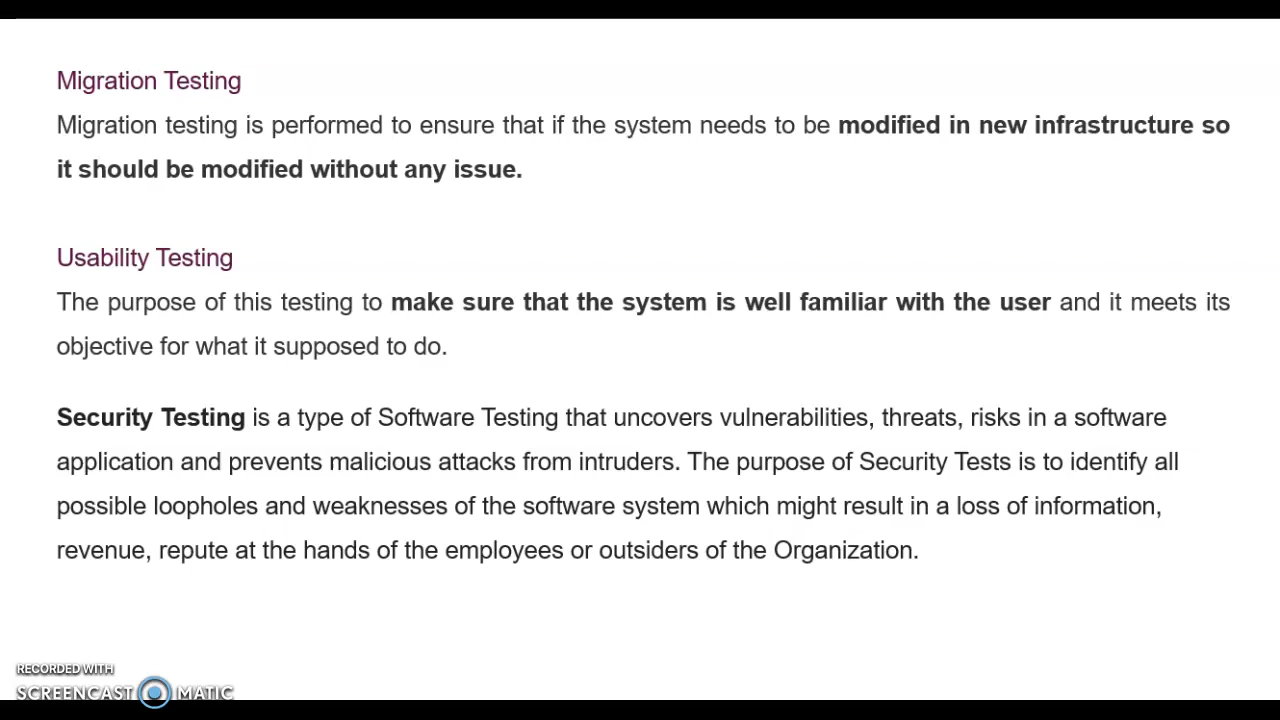 Migration Testing
Migration testing is performed to ensure that if the system needs to be modified in new infrastructure so
it should be modified without any issue.
Usability Testing
The purpose of this testing to make sure that the system is well familiar with the user and it meets its
objective for what it supposed to do.
Security Testing is a type of Software Testing that uncovers vulnerabilities, threats, risks in a software
application and prevents malicious attacks from intruders. The purpose of Security Tests is to identify all
possible loopholes and weaknesses of the software system which might result in a loss of information,
revenue, repute at the hands of the employees or outsiders of the Organization.
RECORDED WITH
SCREENCAST MATIC